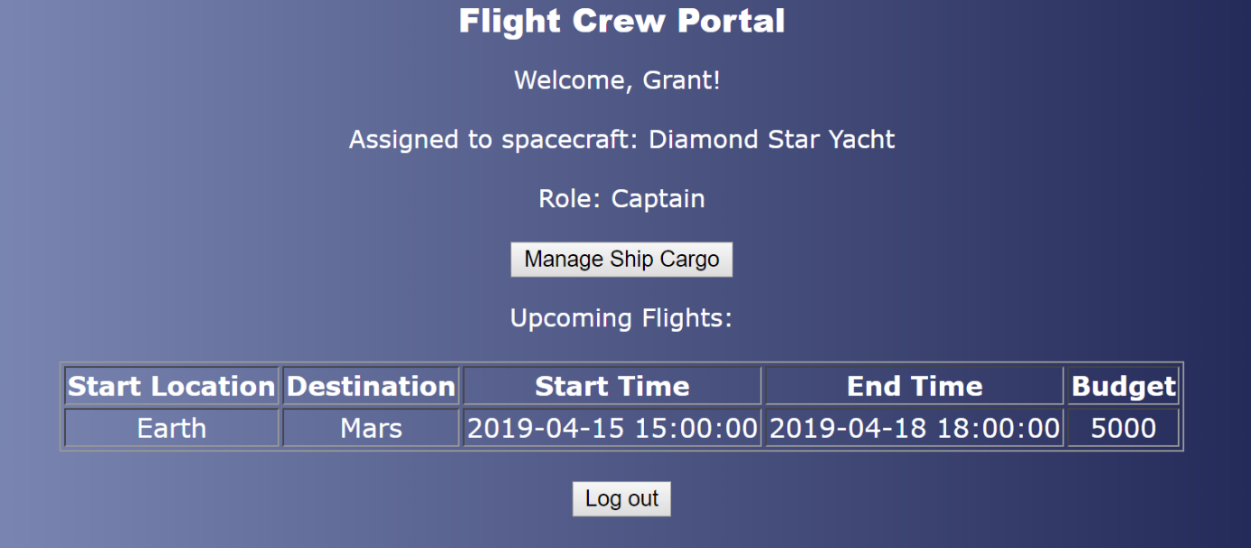 Flight Crew Portal
Welcome, Grant!
Assigned to spacecraft: Diamond Star Yacht
Role: Captain
Manage Ship Cargo
Upcoming Flights:
Start Location Destination Start Time End Time Budget
Earth Mars 2019-04-15 15:00:00 2019-04-18 18:00:00 5000
Log out